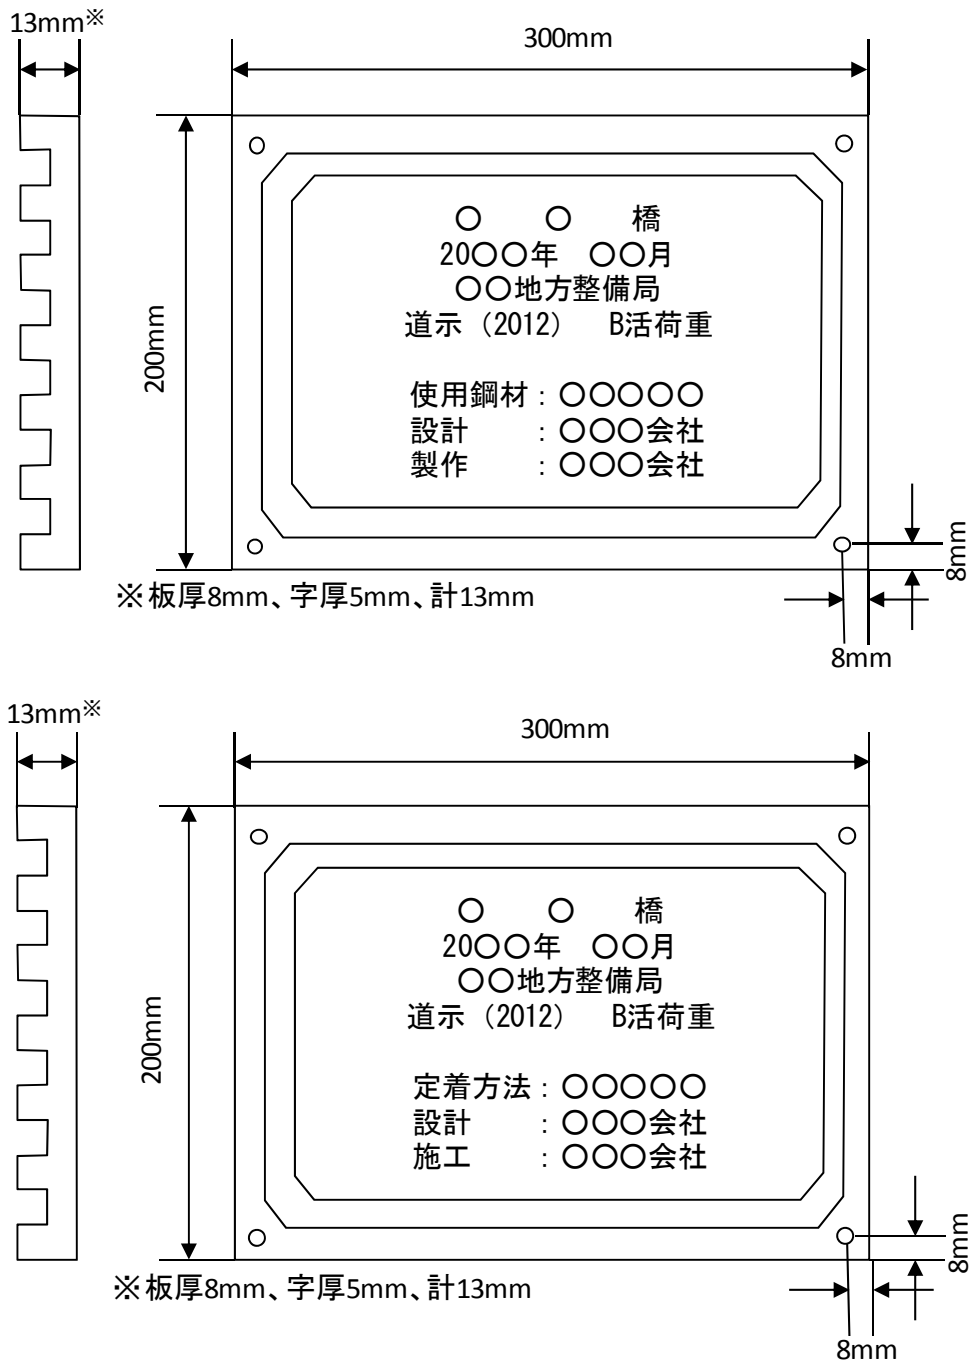 13mm※
300mm
200mm
○ ○ 橋
20○○年 ○○月
○○地方整備局
道示（2012） B活荷重
使用鋼材：○○○○○
設計 ：○○○会社
製作 ：○○○会社
8mm
8mm
※板厚8mm、字厚5mm、計13mm
13mm※
300mm
200mm
○ ○ 橋
20○○年 ○○月
○○地方整備局
道示（2012） B活荷重
定着方法：○○○○○
設計 ：○○○会社
施工 ：○○○会社
8mm
8mm
※板厚8mm、字厚5mm、計13mm